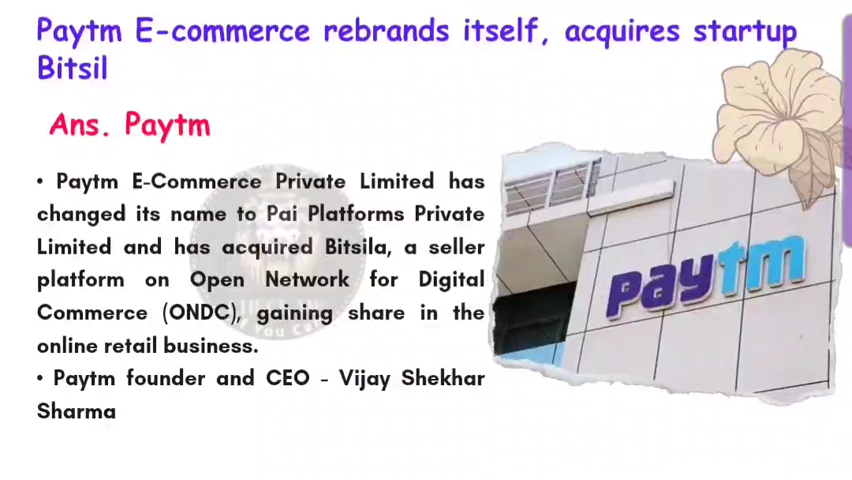 Paytm E-commerce rebrands itself, acquires startup
Bitsil
Ans. Paytm
• Paytm E-Commerce Private Limited has
changed its name to Pai Platforms Private
Limited and has acquired Bitsila, a seller
platform on Open Network for Digital
Commerce (ONDC), gaining share in the
online retail business.
• Paytm founder and CEO - Vijay Shekhar
Sharma
paytm